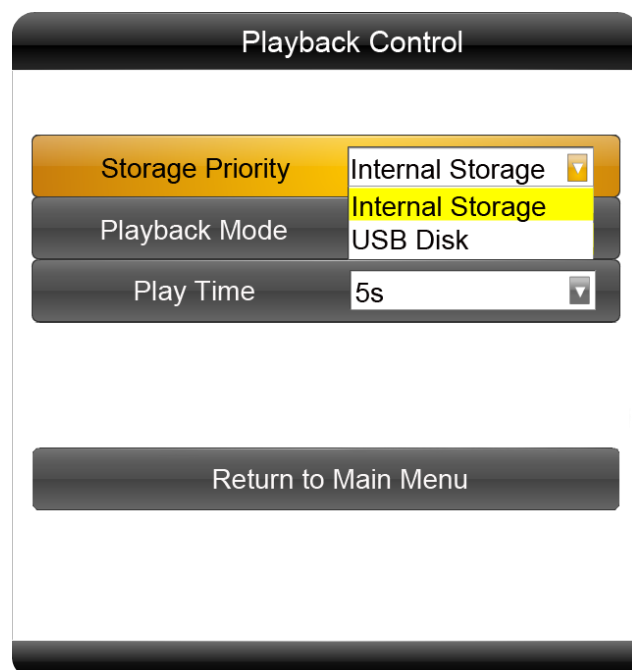 Playback Control
Storage Priority Internal Storage
Internal Storage
Playback Mode USB Disk
Play Time 5s
Return to Main Menu